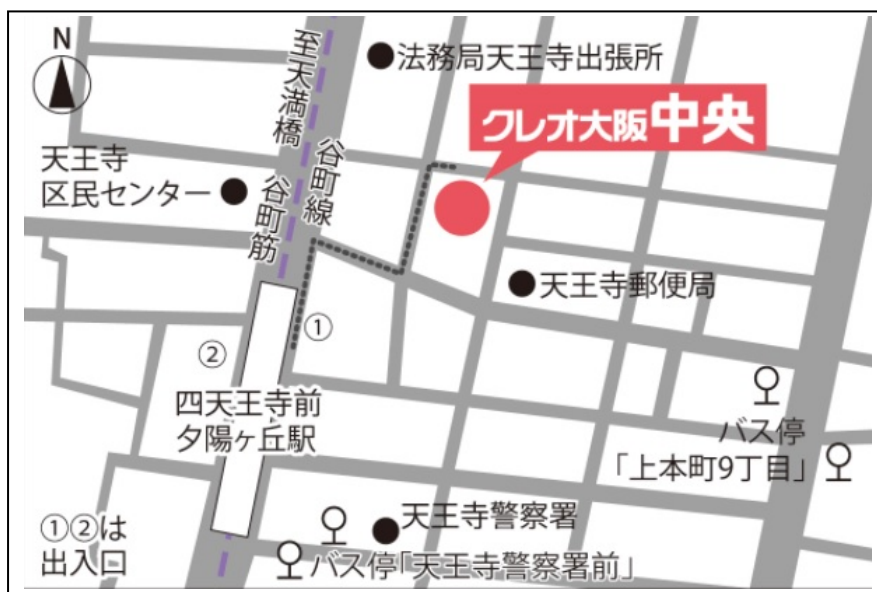 N
至天満橋
谷町線
谷町筋
法務局天王寺出張所
クレオ大阪中央
天王寺
区民センター
天王寺郵便局
①
②
四天王寺前
夕陽ヶ丘駅
バス停
「上本町9丁目」
天王寺警察署
バス停「天王寺警察署前」
①②は
出入口